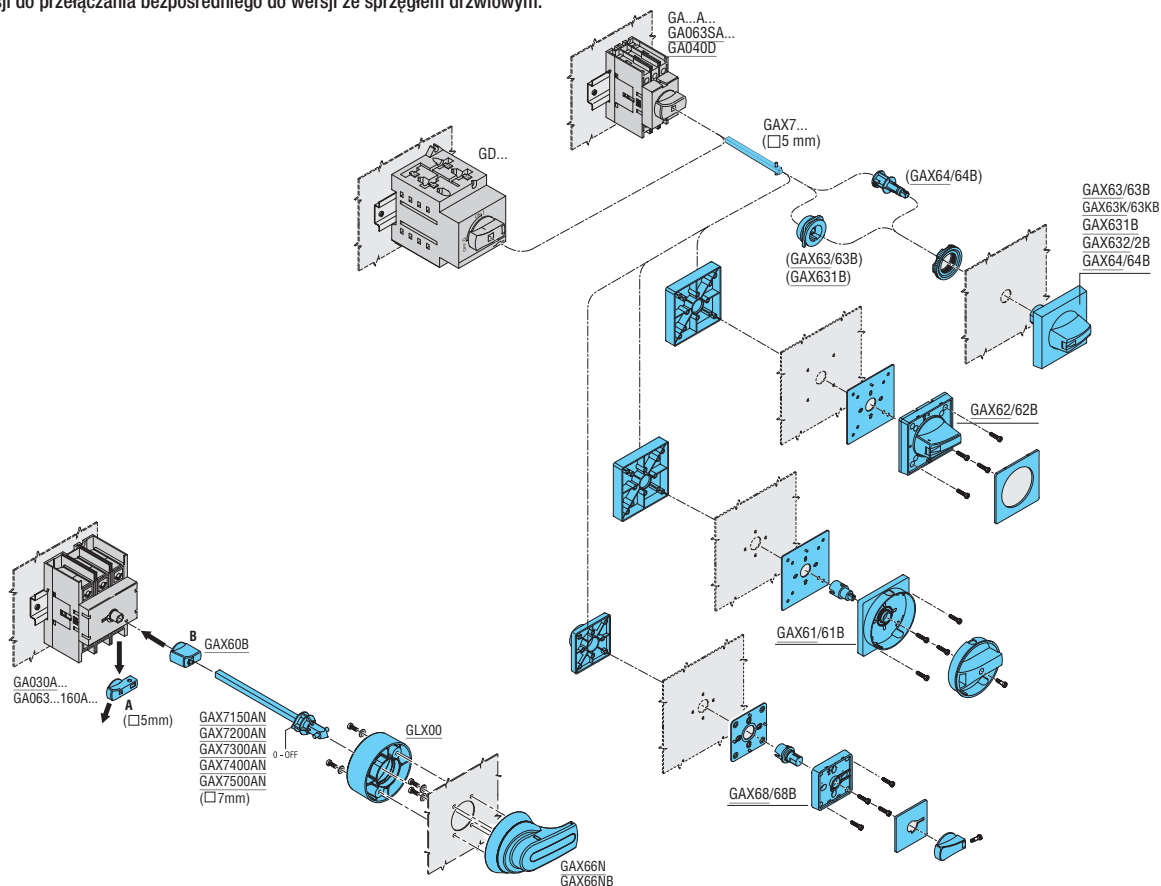 ji do przełączania bezpośredniego do wersji ze sprzęgłem drzwiowym.
GA...A...
GA063SA...
GA040D
GD...
GAX7...
(□5 mm)
(GAX64/64B)
(GAX63/63B)
(GAX631B)
GAX63/63B
GAX63K/63KB
GAX631B
GAX632/2B
GAX64/64B
GAX62/62B
GAX61/61B
GAX68/68B
GA030A...
GA063...160A...
B
GAX60B
A
(□5mm)
GAX7150AN
GAX7200AN
GAX7300AN
GAX7400AN
GAX7500AN
(□7mm)
0 - OFF
GLX00
GAX66N
GAX66NB